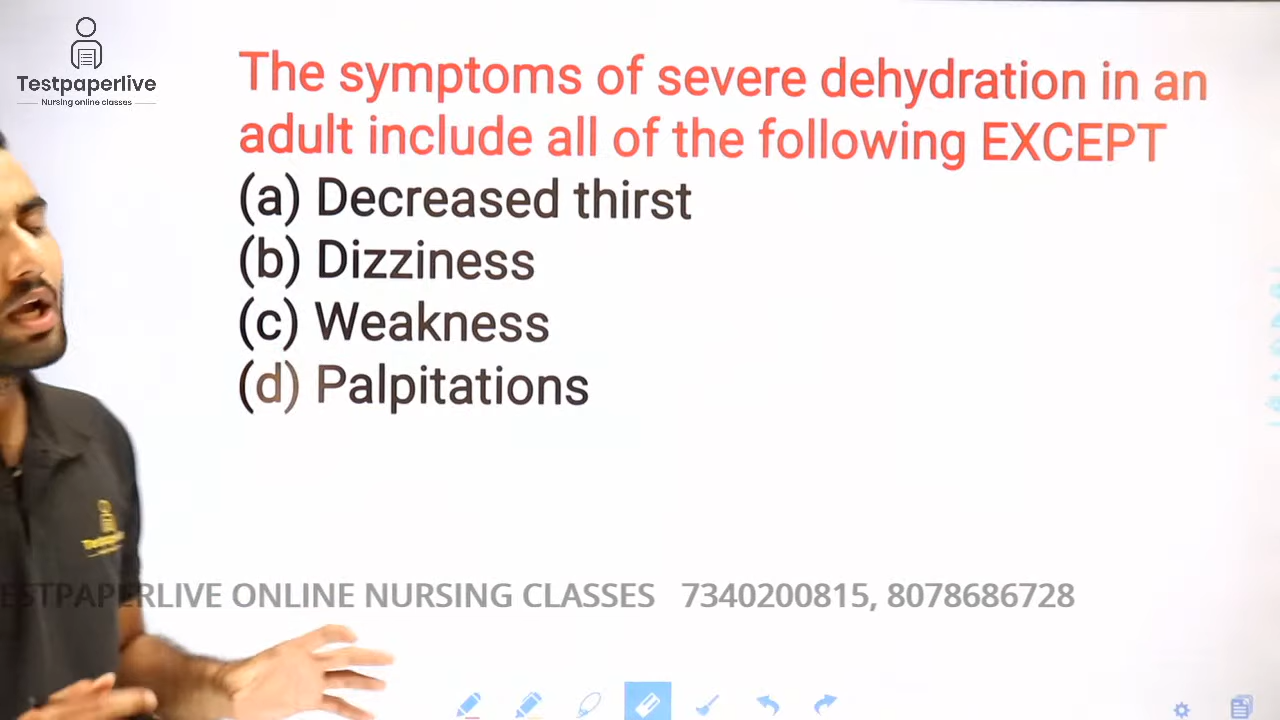 Testpaperlive
Nursing online classes
The symptoms of severe dehydration in an
adult include all of the following EXCEPT
(a) Decreased thirst
(b) Dizziness
(c) Weakness
(d) Palpitations
ESTPAPERLIVE ONLINE NURSING CLASSES 7340200815, 8078686728